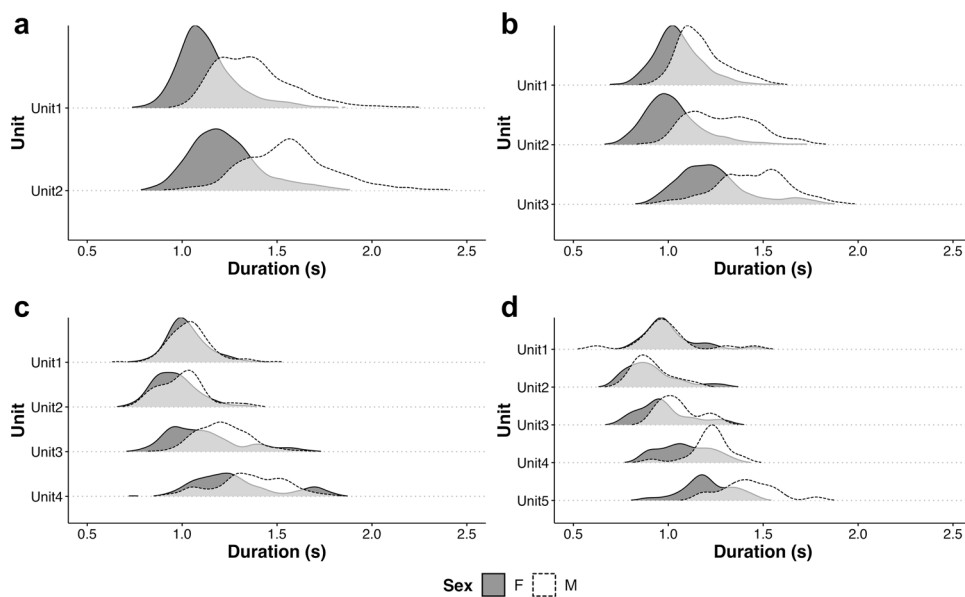 a
Unit
Unit1
Unit2
0.5 1.0 1.5 2.0 2.5
Duration (s)
b
Unit
Unit1
Unit2
Unit3
0.5 1.0 1.5 2.0 2.5
Duration (s)
c
Unit
Unit1
Unit2
Unit3
Unit4
0.5 1.0 1.5 2.0 2.5
Duration (s)
d
Unit
Unit1
Unit2
Unit3
Unit4
Unit5
0.5 1.0 1.5 2.0 2.5
Duration (s)
Sex F M